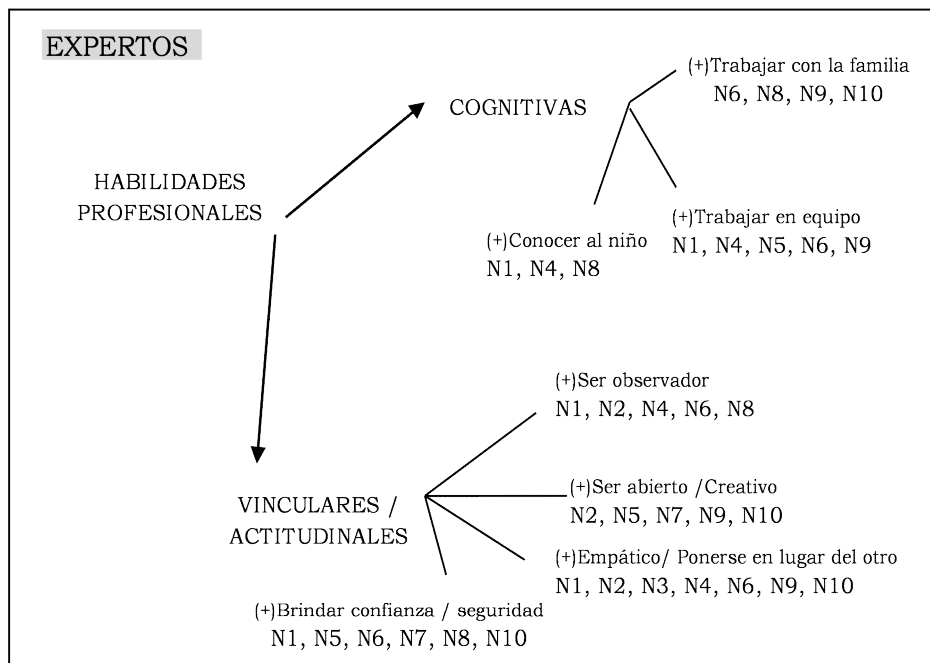 EXPERTOS
(+)Trabajar con la familia
N6, N8, N9, N10
COGNITIVAS
HABILIDADES
PROFESIONALES
(+)Trabajar en equipo
N1, N4, N5, N6, N9
(+)Conocer al niño
N1, N4, N8
(+)Ser observador
N1, N2, N4, N6, N8
VINCULARES /
ACTITUDINALES
(+)Ser abierto /Creativo
N2, N5, N7, N9, N10
(+)Empático/ Ponerse en lugar del otro
N1, N2, N3, N4, N6, N9, N10
(+)Brindar confianza / seguridad
N1, N5, N6, N7, N8, N10